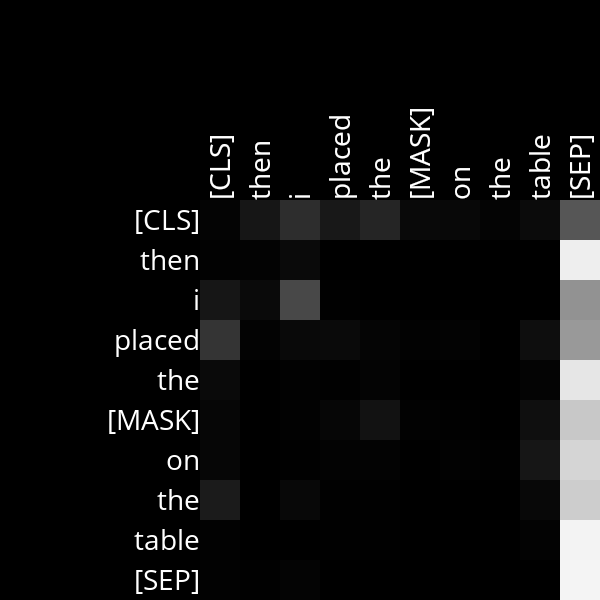 [CLS] then i placed the [MASK] on the table [SEP]
[CLS]
then
i
placed
the
[MASK]
on
the
table
[SEP]